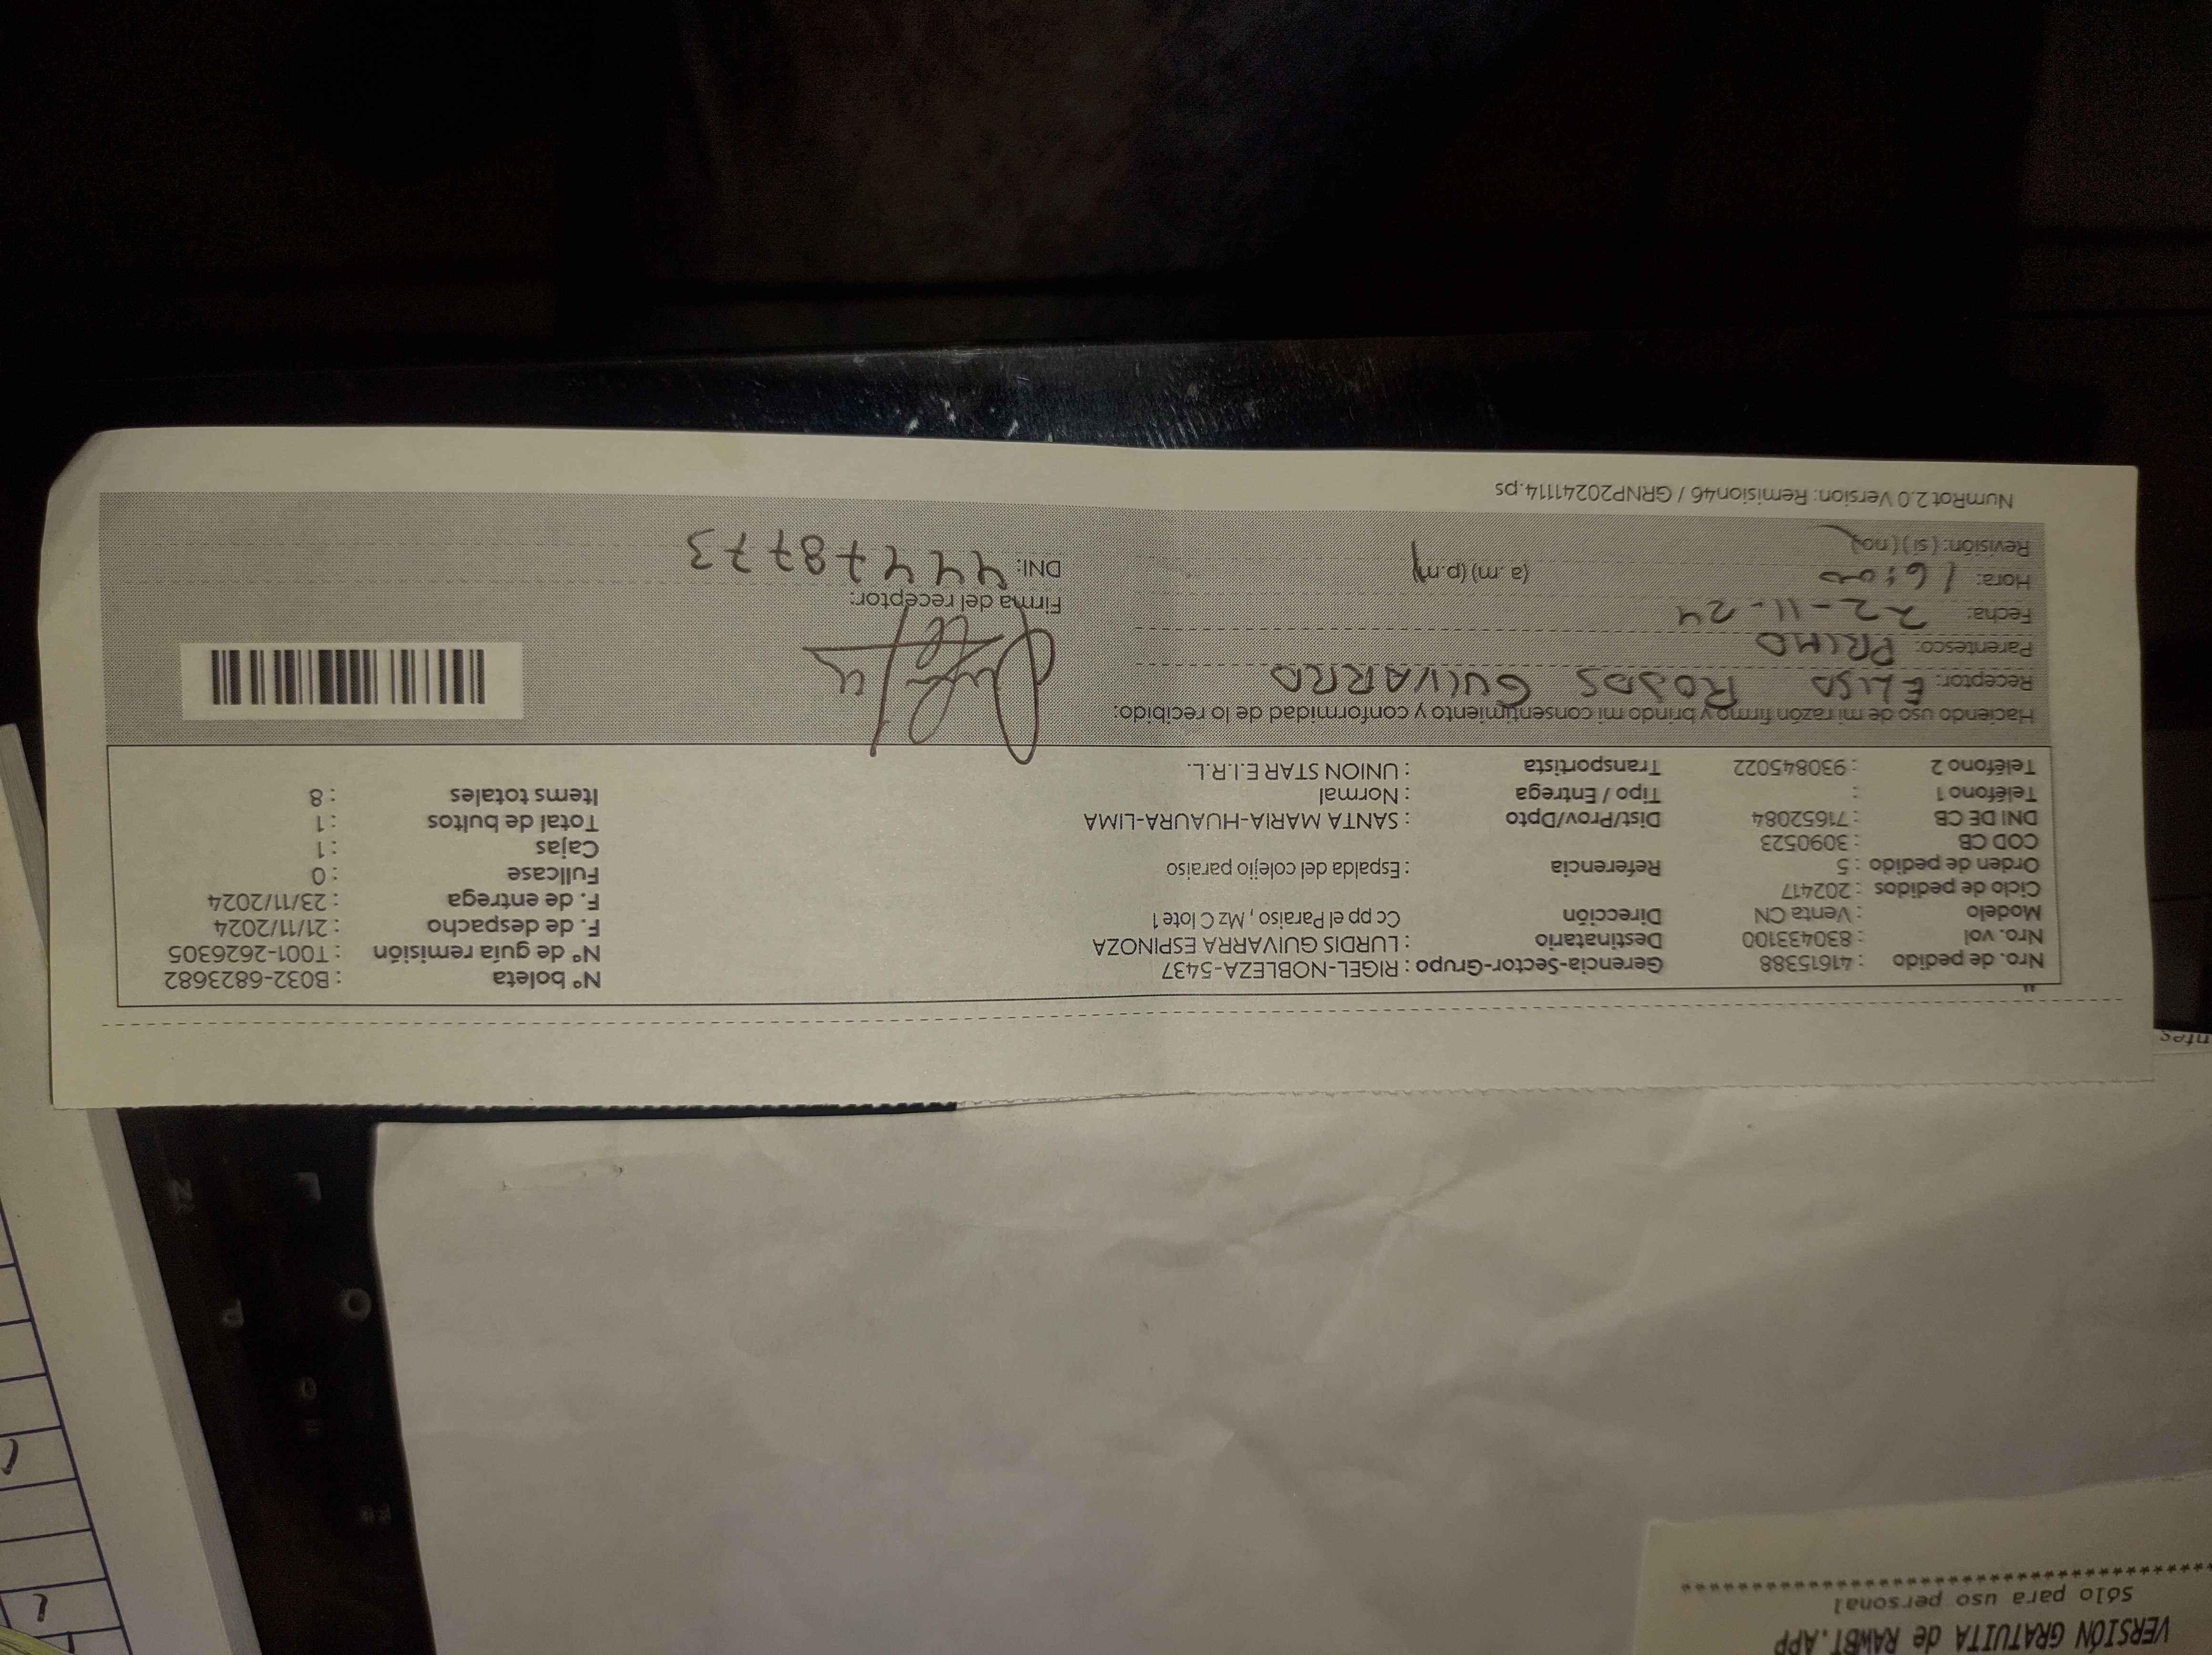 Nro. de pedido : 41615388 Gerencia-Sector-Grupo : RIGEL-NOBLEZA-5437 N° boleta : B032-6823682
Nro. vol : 830433100 Destinatario : LURDIS GUIVARRA ESPINOZA N° de guía remisión : T001-2626305
Modelo : Venta CN Dirección Cc pp el Paraiso , Mz C lote 1 F. de despacho : 21/11/2024
Ciclo de pedidos : 202417 F. de entrega : 23/11/2024
Orden de pedido : 5 Referencia : Espalda del colejio paraiso Fullcase : 0
COD CB : 3090523 Cajas : 1
DNI DE CB : 71652084 Dist/Prov/Dpto : SANTA MARIA-HUAURA-LIMA Total de bultos : 1
Teléfono 1 : Tipo / Entrega : Normal Items totales : 8
Teléfono 2 : 930845022 Transportista : UNION STAR E.I.R.L.
Haciendo uso de mi razón firmo y brindo mi consentimiento y conformidad de lo recibido:
Receptor: ELISA ROJAS GUIVARRA
Parentesco: PRIMO
Fecha: 22-11-24 Firma del receptor:
Hora: 16:00 (a.m)(p.m) DNI: 44478773
Revisión: (si)(no)
NumRot 2.0 Version: Remision46 / GRNP20241114.ps
VERSIÓN GRATUITA de RAWBT.APP
Sólo para uso personal